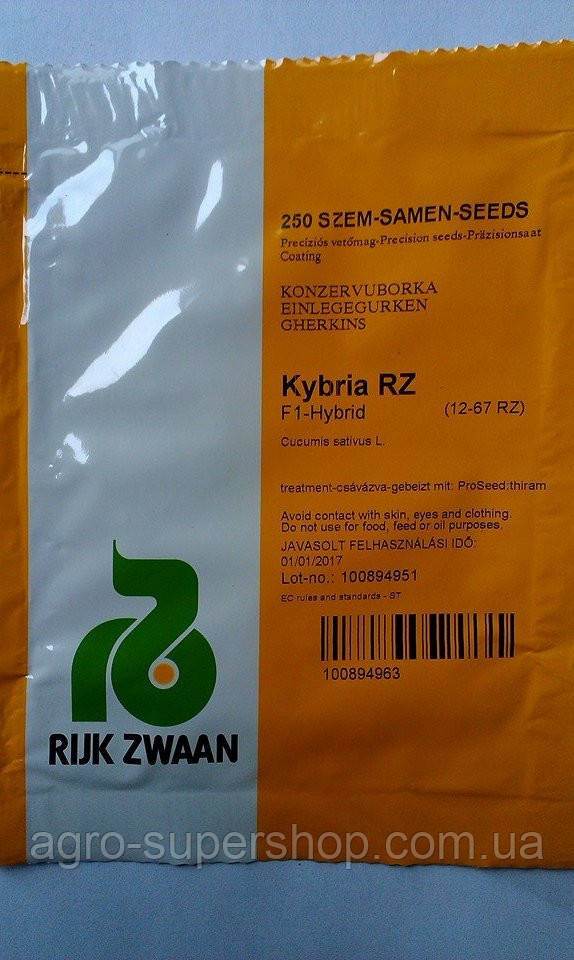 250 SZEM-SAMEN-SEEDS
Precíziós vetőmag-Precision seeds-Präzisionsaat
Coating
KONZERVUBORKA
EINLEGEGURKEN
GHERKINS
Kybria RZ
F1-Hybrid (12-67 RZ)
Cucumis sativus L.
treatment-csávázva-gebeizt mit: ProSeed:thiram
Avoid contact with skin, eyes and clothing.
Do not use for food, feed or oil purposes.
JAVASOLT FELHASZNÁLÁSI IDŐ:
01/01/2017
Lot-no.: 100894951
EC rules and standards - ST
100894963
RIJK ZWAAN
agro-supershop.com.ua